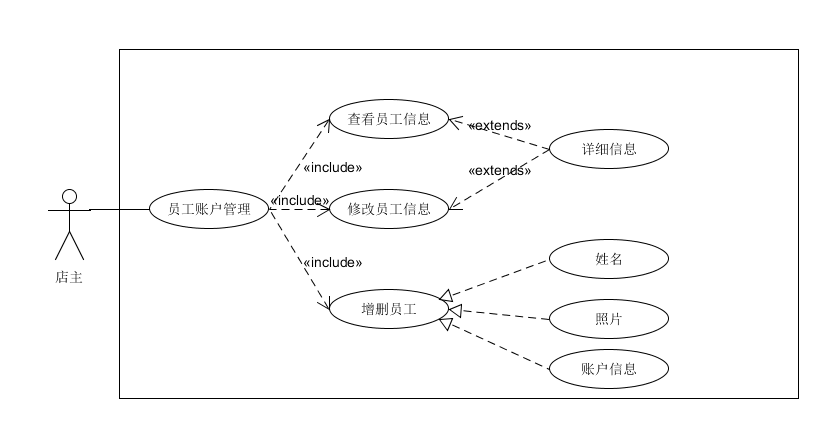 查看员工信息
«extends»
详细信息
«include»
«extends»
员工账户管理
«include»
修改员工信息
店主
«include»
姓名
增删员工
照片
账户信息